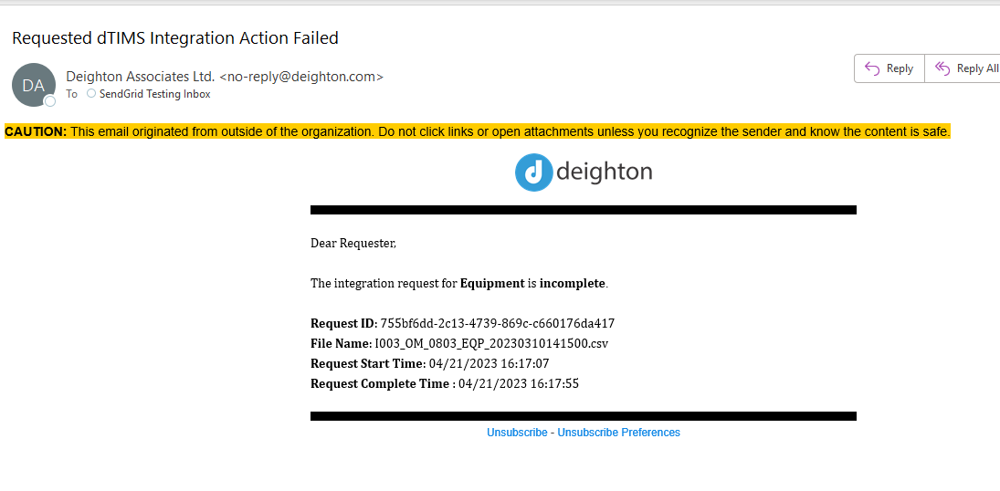 Requested dTIMS Integration Action Failed
DA
Deighton Associates Ltd. <no-reply@deighton.com>
To SendGrid Testing Inbox
Reply
Reply All
CAUTION: This email originated from outside of the organization. Do not click links or open attachments unless you recognize the sender and know the content is safe.
d deighton
Dear Requester,
The integration request for Equipment is incomplete.
Request ID: 755bf6dd-2c13-4739-869c-c660176da417
File Name: I003_OM_0803_EQP_20230310141500.csv
Request Start Time: 04/21/2023 16:17:07
Request Complete Time : 04/21/2023 16:17:55
Unsubscribe - Unsubscribe Preferences